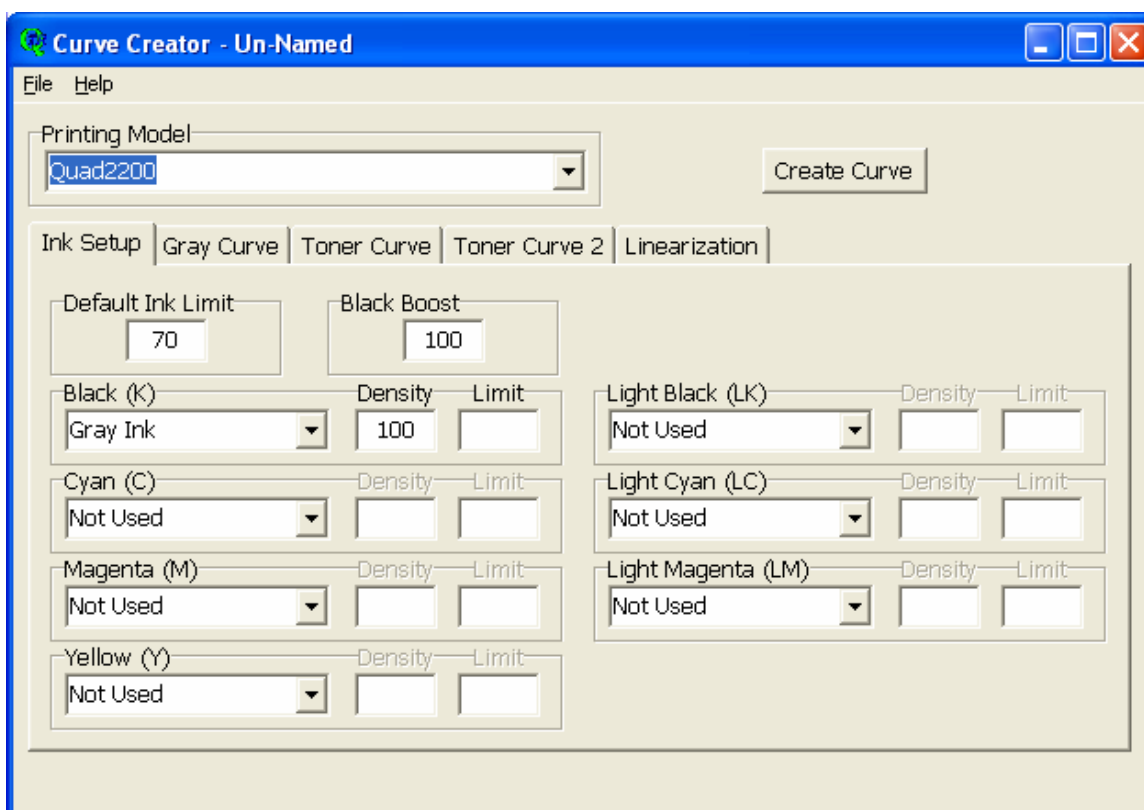 Curve Creator - Un-Named
File Help
Printing Model
Quad2200
Create Curve
Ink Setup Gray Curve Toner Curve Toner Curve 2 Linearization
Default Ink Limit Black Boost
70 100
Black (K) Density Limit Light Black (LK) Density Limit
Gray Ink 100 Not Used
Cyan (C) Density Limit Light Cyan (LC) Density Limit
Not Used Not Used
Magenta (M) Density Limit Light Magenta (LM) Density Limit
Not Used Not Used
Yellow (Y) Density Limit
Not Used